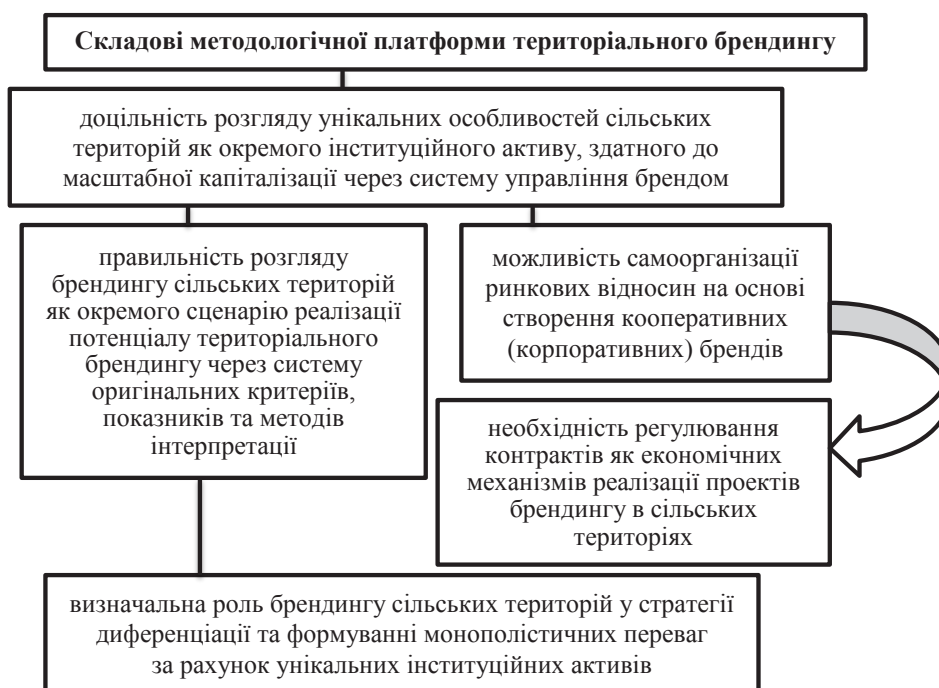 Складові методологічної платформи територіального брендингу
доцільність розгляду унікальних особливостей сільських
територій як окремого інституційного активу, здатного до
масштабної капіталізації через систему управління брендом
правильність розгляду
брендингу сільських територій
як окремого сценарію реалізації
потенціалу територіального
брендингу через систему
оригінальних критеріїв,
показників та методів
інтерпретації
можливість самоорганізації
ринкових відносин на основі
створення кооперативних
(корпоративних) брендів
необхідність регулювання
контрактів як економічних
механізмів реалізації проектів
брендингу в сільських
територіях
визначальна роль брендингу сільських територій у стратегії
диференціації та формуванні монополістичних переваг
за рахунок унікальних інституційних активів